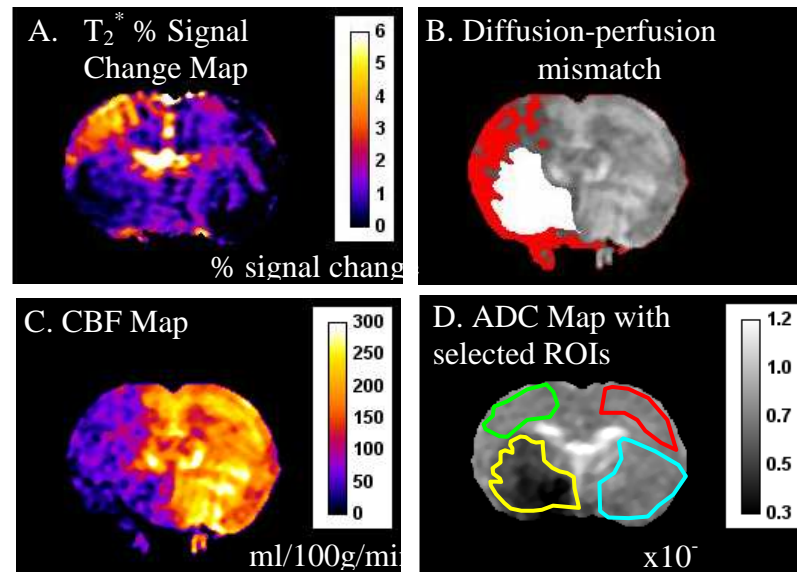 A. T₂* % Signal
Change Map
6
5
4
3
2
1
0
% signal change
B. Diffusion-perfusion
mismatch
C. CBF Map
300
250
200
150
100
50
0
ml/100g/min
D. ADC Map with
selected ROIs
1.2
1.0
0.7
0.5
0.3
x10-